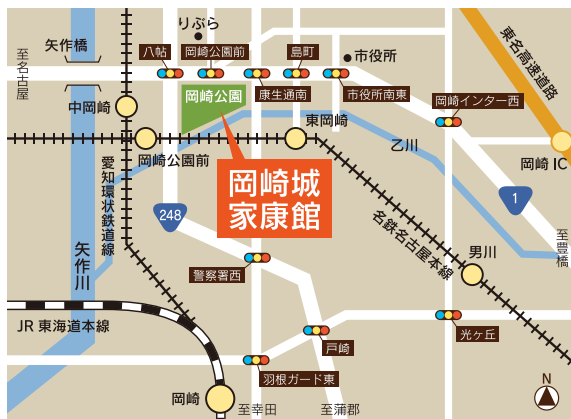 りぶら
矢作橋
八帖
岡崎公園前
島町
市役所
至名古屋
東名高速道路
中岡崎
岡崎公園
康生通南
市役所南東
岡崎インター西
岡崎公園前
東岡崎
乙川
岡崎IC
岡崎城
家康館
愛知環状鉄道線
248
1
名鉄名古屋本線
至豊橋
矢作川
男川
警察署西
JR東海道本線
戸崎
光ヶ丘
羽根ガード東
岡崎
至幸田
至蒲郡
N